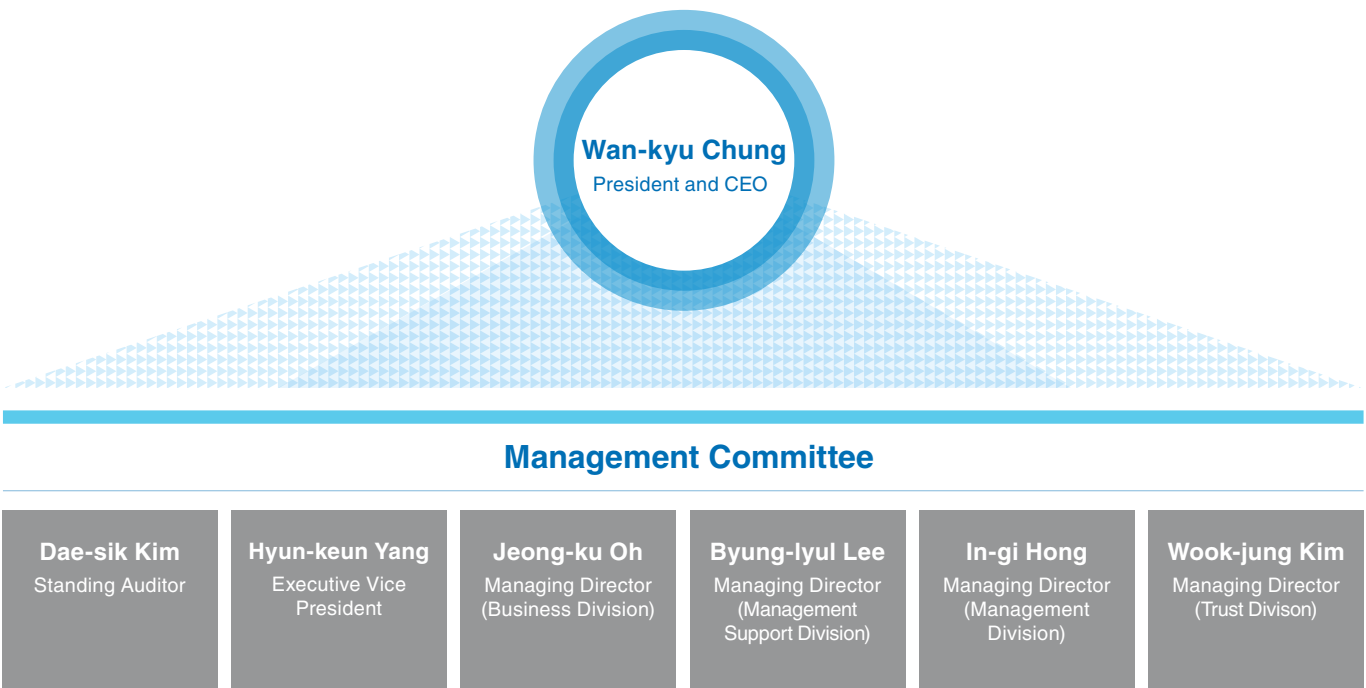 Wan-kyu Chung
President and CEO
Management Committee
Dae-sik Kim
Standing Auditor
Hyun-keun Yang
Executive Vice
President
Jeong-ku Oh
Managing Director
(Business Division)
Byung-lyul Lee
Managing Director
(Management
Support Division)
In-gi Hong
Managing Director
(Management
Division)
Wook-jung Kim
Managing Director
(Trust Divison)